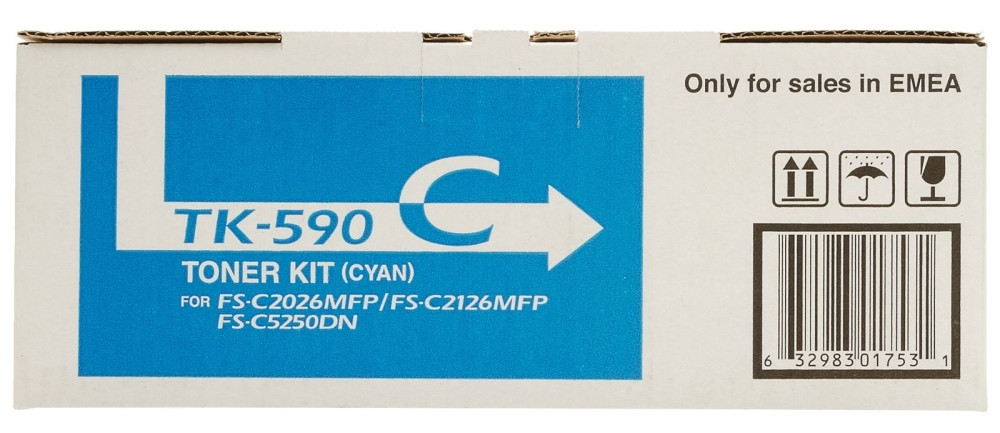 Only for sales in EMEA
C
TK-590
TONER KIT (CYAN)
FOR FS-C2026MFP/FS-C2126MFP
FS-C5250DN
6 32983 01753 1